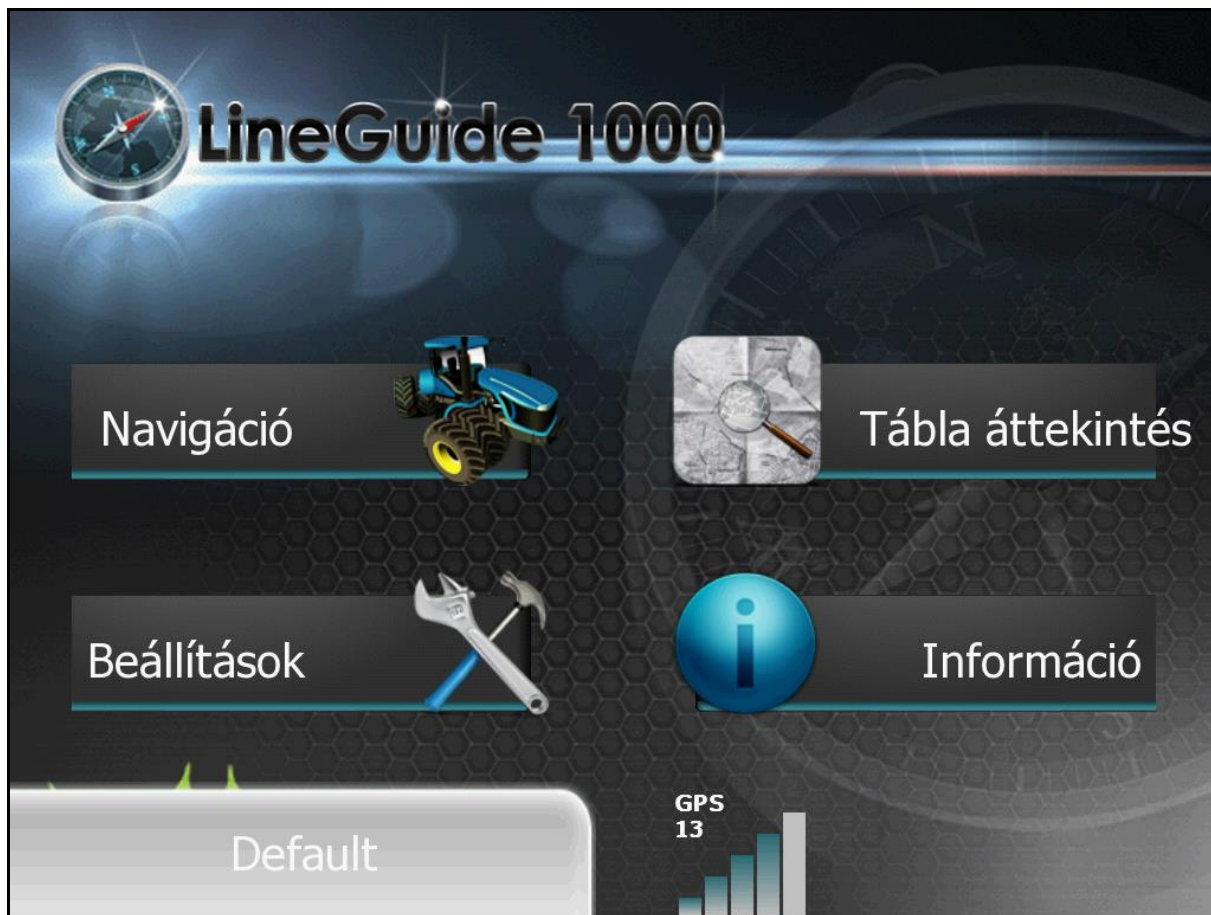 LineGuide 1000
Navigáció
Tábla áttekintés
Beállítások
Információ
Default
GPS
13